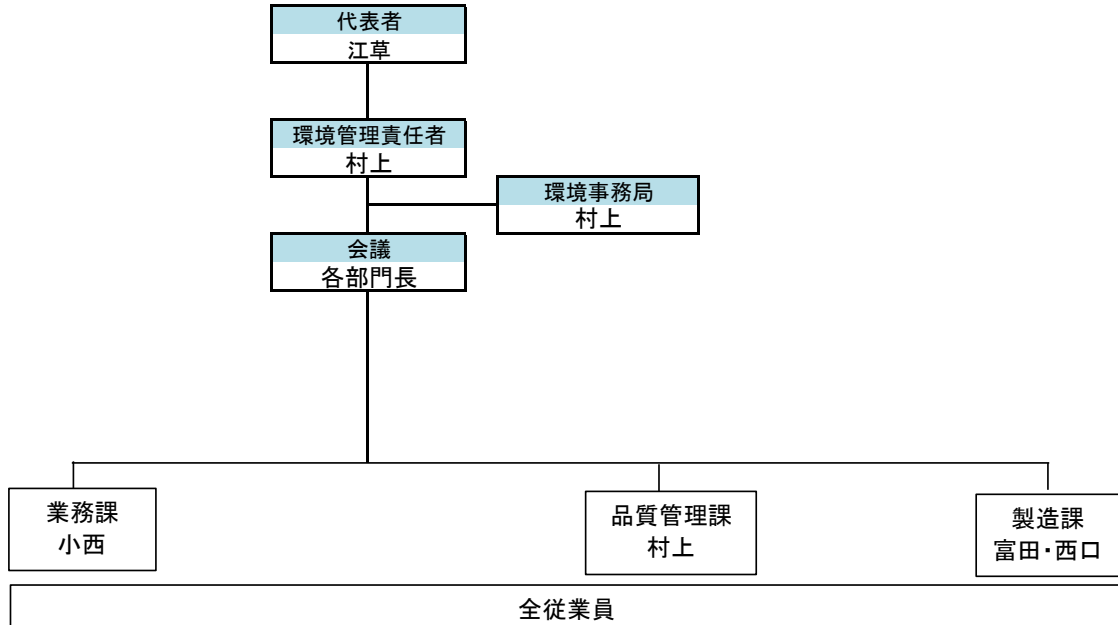 代表者
江草
環境管理責任者
村上
環境事務局
村上
会議
各部門長
業務課
小西
品質管理課
村上
製造課
富田・西口
全従業員